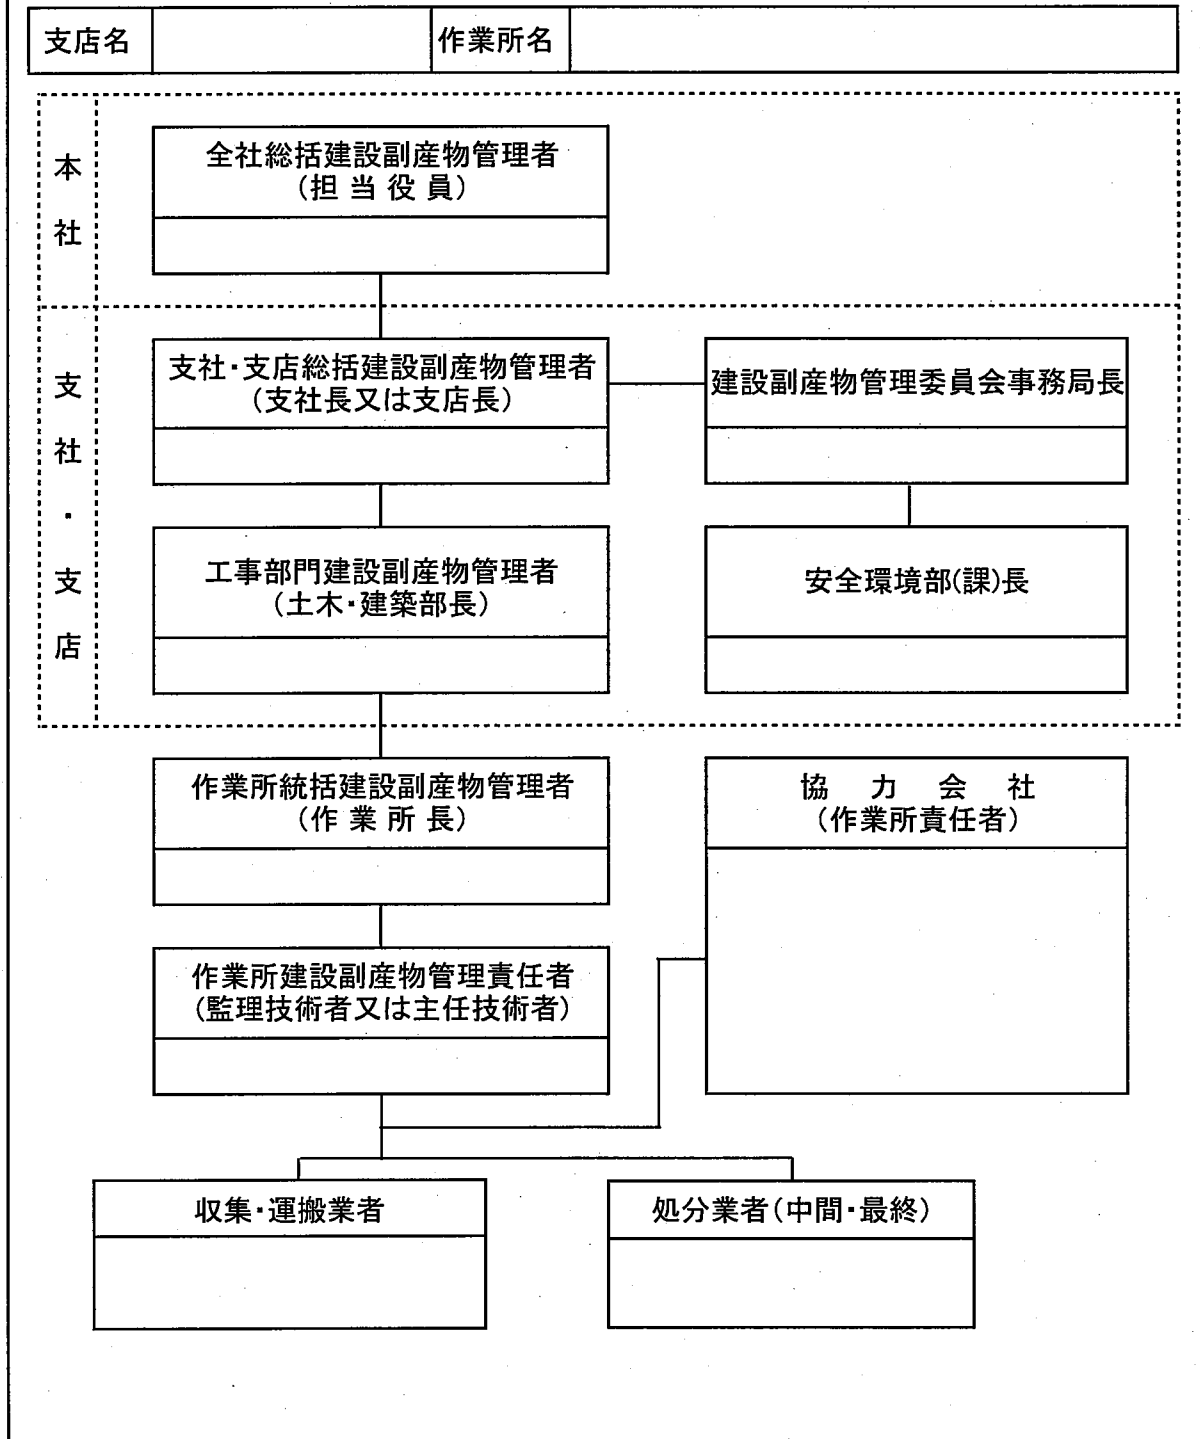 支店名
作業所名
本社
全社総括建設副産物管理者
(担当役員)
支社・支店
支社・支店総括建設副産物管理者
(支社長又は支店長)
建設副産物管理委員会事務局長
工事部門建設副産物管理者
(土木・建築部長)
安全環境部(課)長
作業所統括建設副産物管理者
(作業所長)
協力会社
(作業所責任者)
作業所建設副産物管理責任者
(監理技術者又は主任技術者)
収集・運搬業者
処分業者(中間・最終)